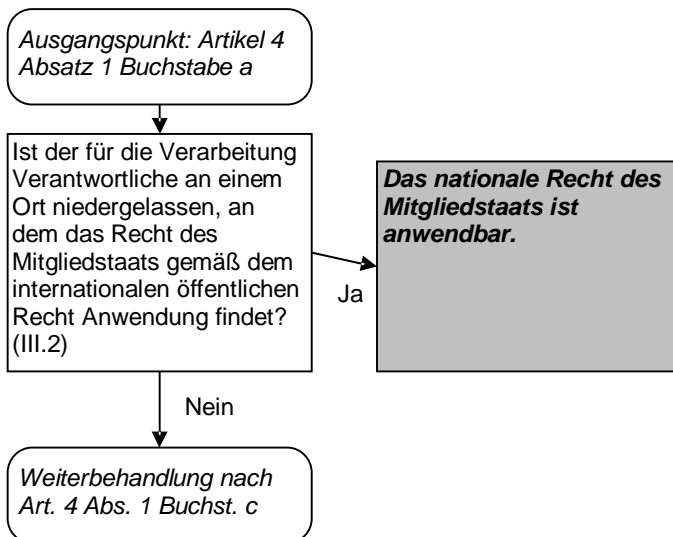 Ausgangspunkt: Artikel 4
Absatz 1 Buchstabe a
Ist der für die Verarbeitung
Verantwortliche an einem
Ort niedergelassen, an
dem das Recht des
Mitgliedstaats gemäß dem
internationalen öffentlichen
Recht Anwendung findet?
(III.2)
Das nationale Recht des
Mitgliedstaats ist
anwendbar.
Ja
Nein
Weiterbehandlung nach
Art. 4 Abs. 1 Buchst. c